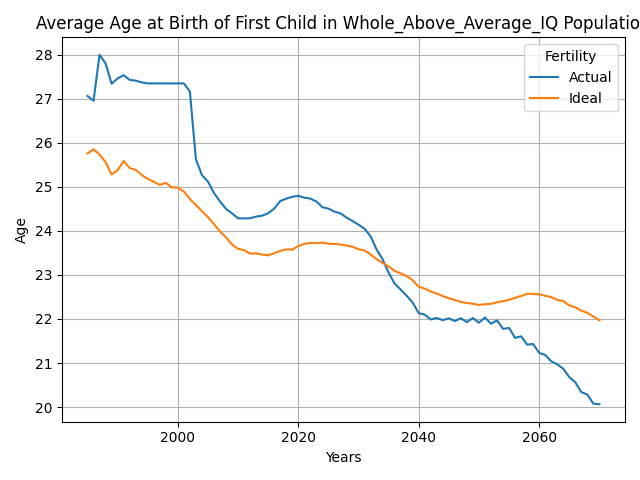 Average Age at Birth of First Child in Whole_Above_Average_IQ Populatio
Fertility
Actual
Ideal
28
27
26
25
24
23
22
21
20
Age
2000 2020 2040 2060
Years